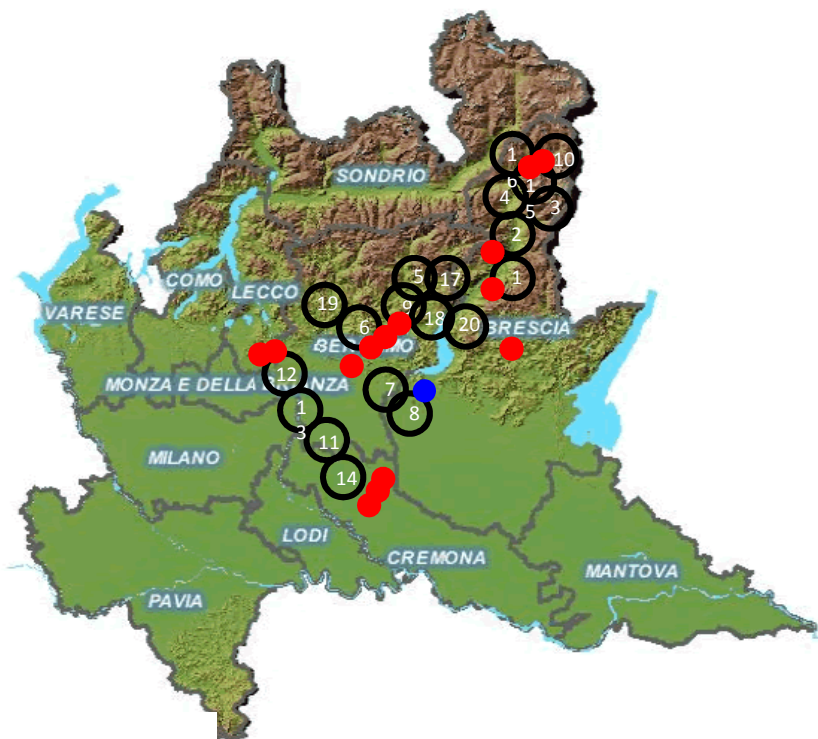 1
6
10
1
5
4
3
2
SONDRIO
1
5
17
COMO
LECCO
19
9
18
VARESE
6
20
BRESCIA
BERGAMO
12
MONZA E DELLA BRIANZA
7
1
3
8
11
MILANO
14
LODI
CREMONA
MANTOVA
PAVIA